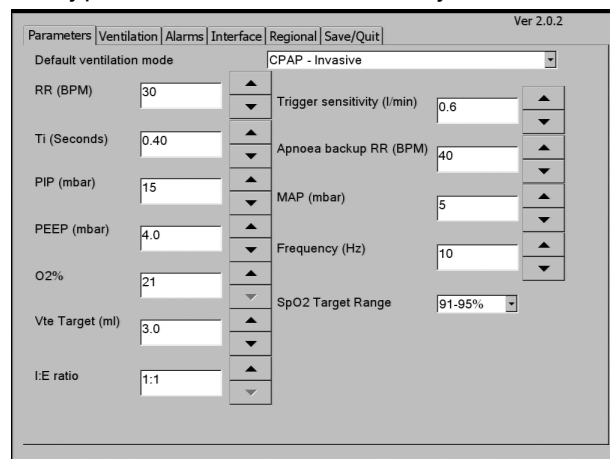 Ver 2.0.2
Parameters Ventilation Alarms Interface Regional Save/Quit
Default ventilation mode CPAP - Invasive
RR (BPM) 30
Ti (Seconds) 0.40
PIP (mbar) 15
PEEP (mbar) 4.0
O2% 21
Vte Target (ml) 3.0
I:E ratio 1:1
Trigger sensitivity (l/min) 0.6
Apnoea backup RR (BPM) 40
MAP (mbar) 5
Frequency (Hz) 10
SpO2 Target Range 91-95%